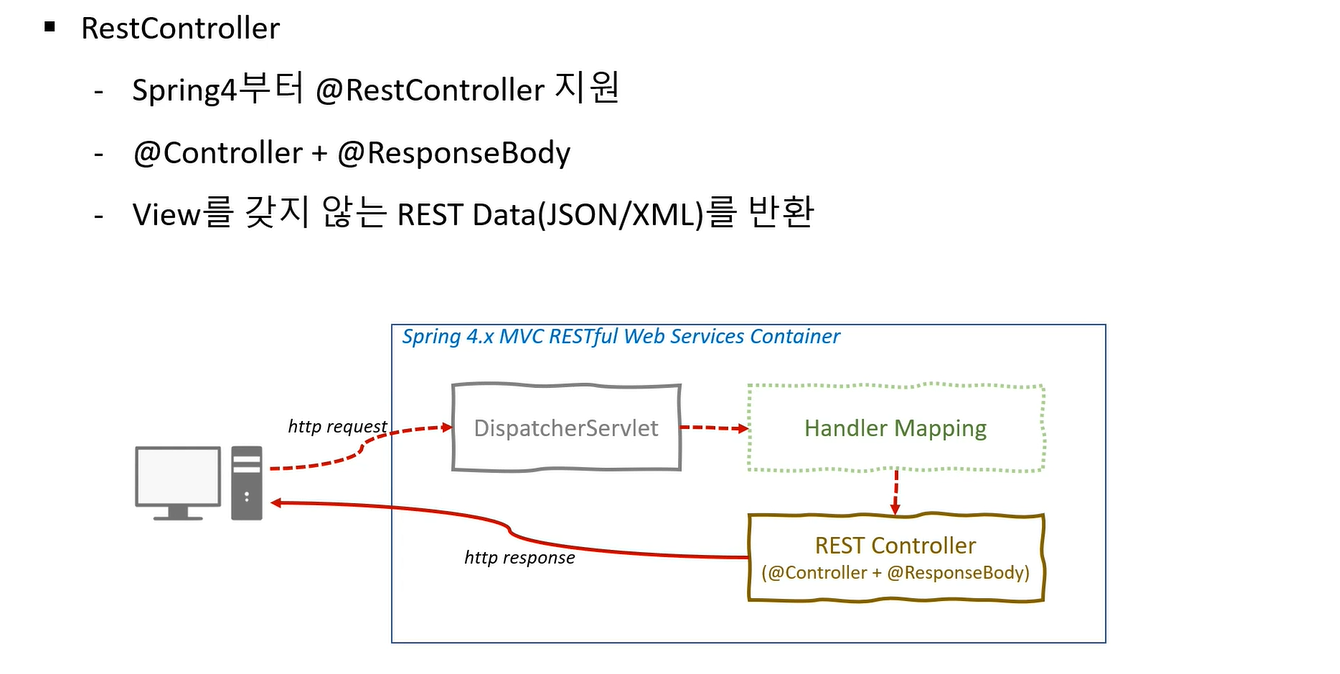 ▪ RestController
- Spring4부터 @RestController 지원
- @Controller + @ResponseBody
- View를 갖지 않는 REST Data(JSON/XML)를 반환
Spring 4.x MVC RESTful Web Services Container
http request
DispatcherServlet
Handler Mapping
http response
REST Controller
(@Controller + @ResponseBody)